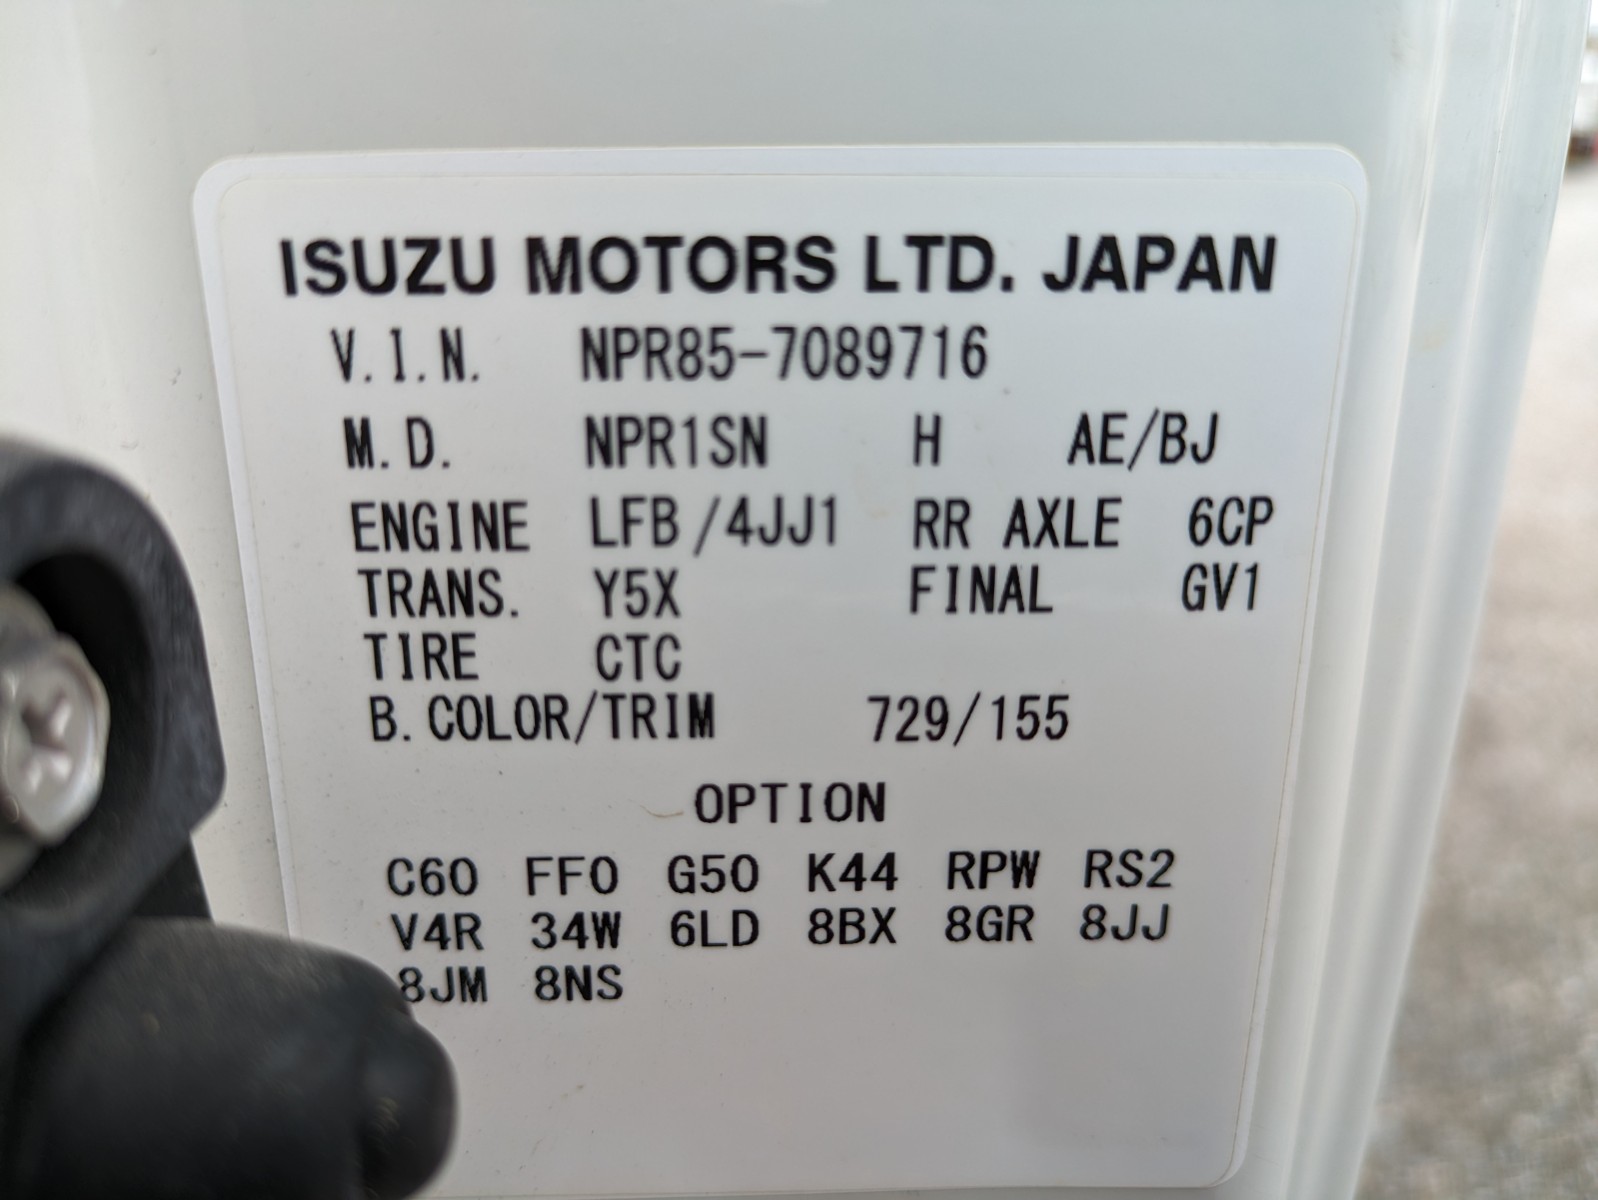 ISUZU MOTORS LTD. JAPAN
V.I.N. NPR85-7089716
M.D. NPR1SN H AE/BJ
ENGINE LFB/4JJ1 RR AXLE 6CP
TRANS. Y5X FINAL GV1
TIRE CTC
B.COLOR/TRIM 729/155
OPTION
C60 FF0 G50 K44 RPW RS2
V4R 34W 6LD 8BX 8GR 8JJ
8JM 8NS